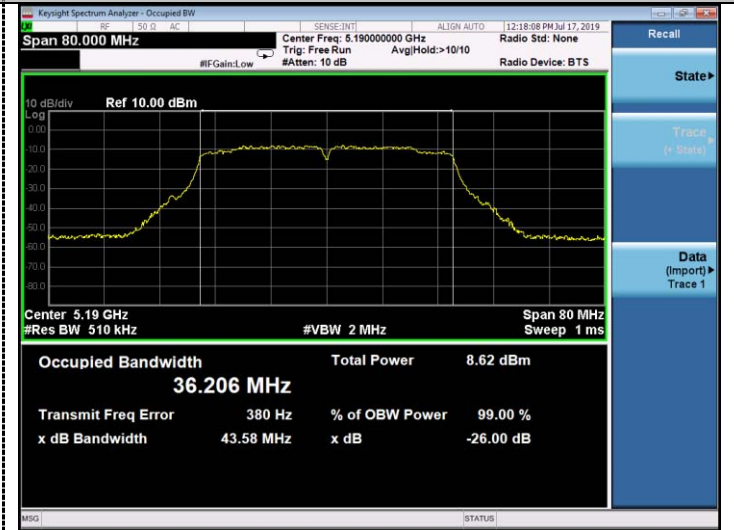 Keysight Spectrum Analyzer - Occupied BW
RF 50 Ω AC SENSE:INT ALIGN AUTO 12:18:08 PM Jul 17, 2019
Span 80.000 MHz Center Freq: 5.190000000 GHz Radio Std: None Recall
Trig: Free Run Avg|Hold:>10/10
#IFGain:Low #Atten: 10 dB Radio Device: BTS
State
10 dB/div Ref 10.00 dBm
Log
0.00
Trace
(+ State)
-10.0
-20.0
-30.0
-40.0
-50.0
-60.0
Data
(Import)
Trace 1
-70.0
-80.0
Center 5.19 GHz Span 80 MHz
#Res BW 510 kHz #VBW 2 MHz Sweep 1 ms
Occupied Bandwidth Total Power 8.62 dBm
36.206 MHz
Transmit Freq Error 380 Hz % of OBW Power 99.00 %
x dB Bandwidth 43.58 MHz x dB -26.00 dB
MSG STATUS